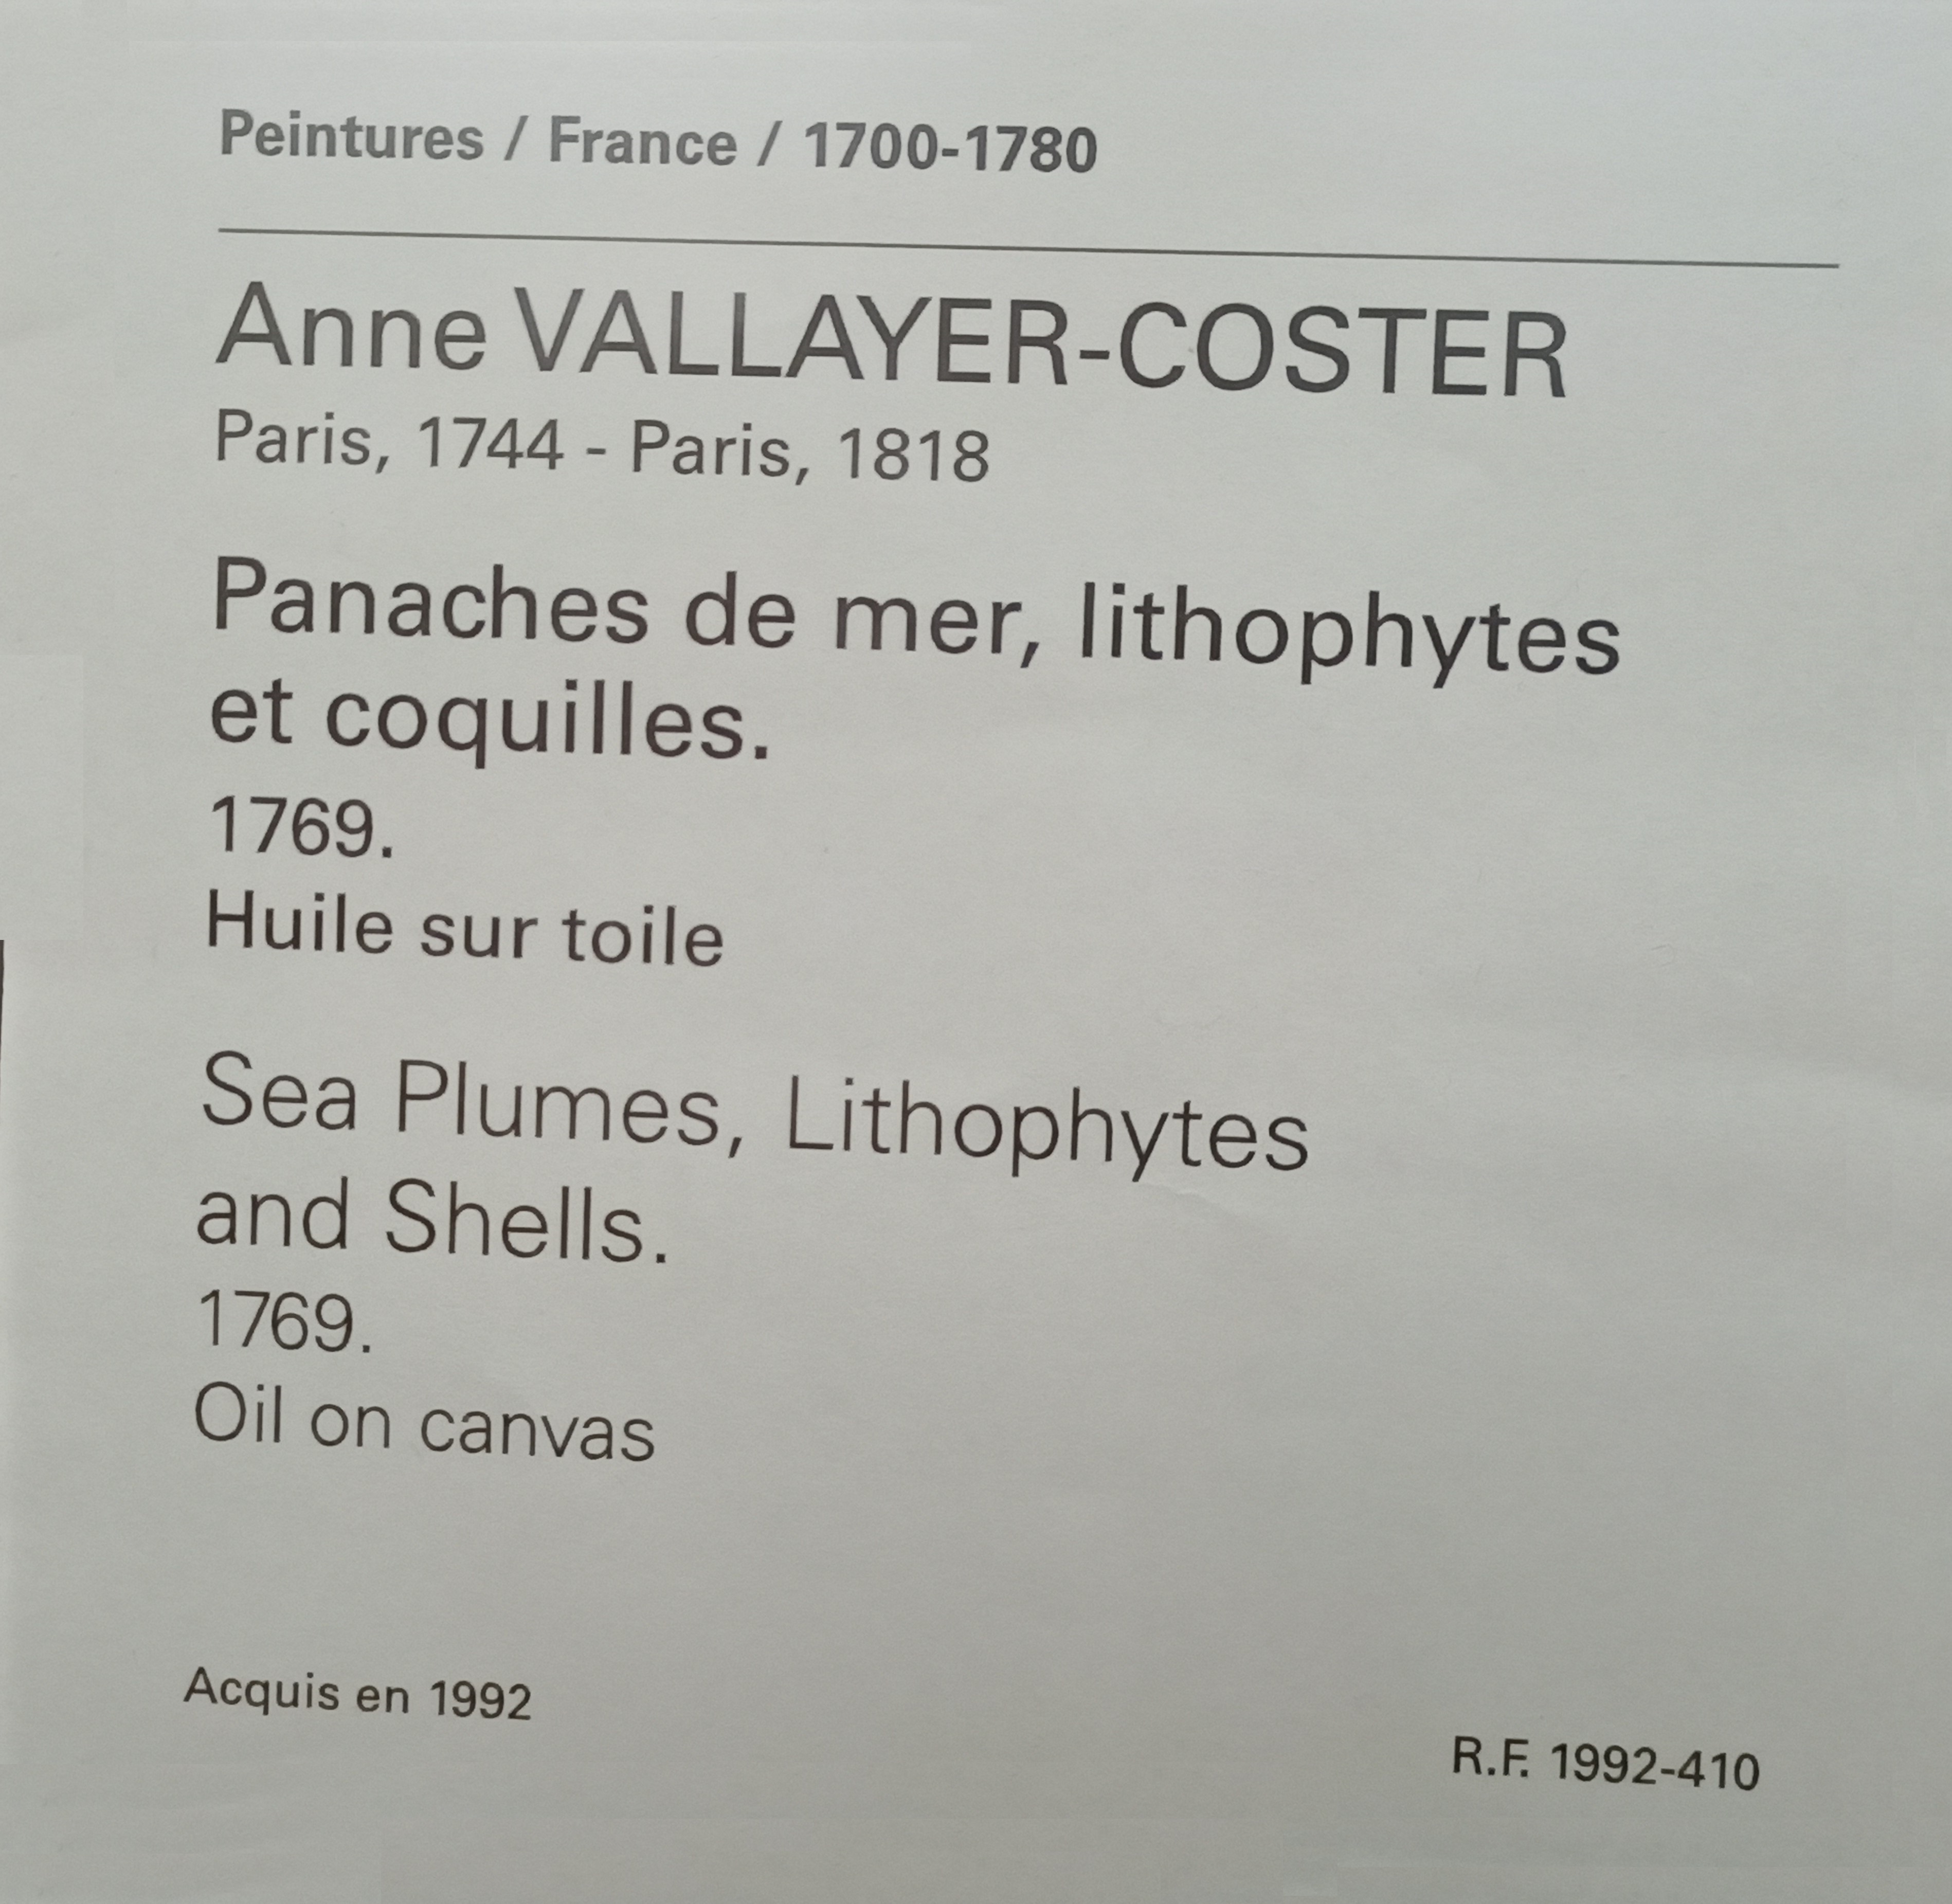 Peintures / France / 1700-1780
Anne VALLAYER-COSTER
Paris, 1744 - Paris, 1818
Panaches de mer, lithophytes
et coquilles.
1769.
Huile sur toile
Sea Plumes, Lithophytes
and Shells.
1769.
Oil on canvas
Acquis en 1992
R.F. 1992-410